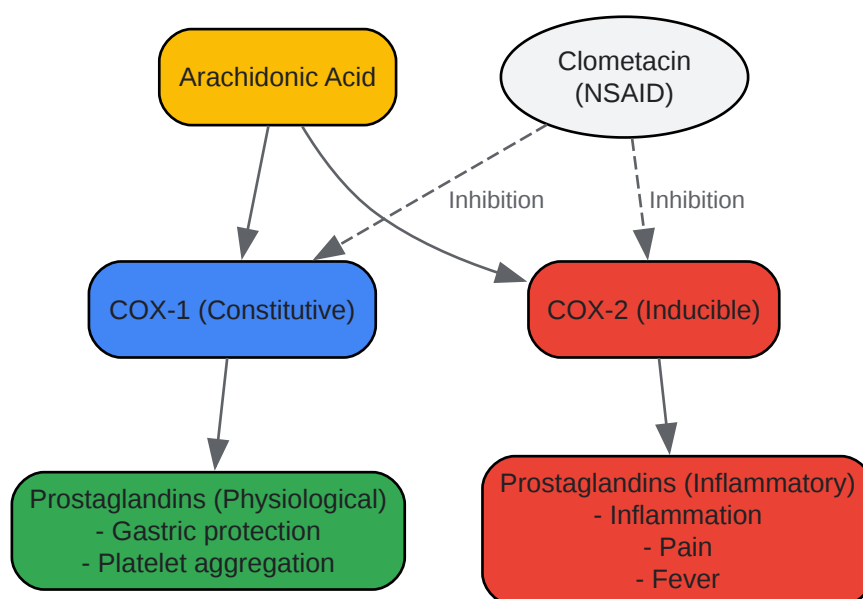 Arachidonic Acid
Clometacin
(NSAID)
Inhibition
Inhibition
COX-1 (Constitutive)
COX-2 (Inducible)
Prostaglandins (Physiological)
- Gastric protection
- Platelet aggregation
Prostaglandins (Inflammatory)
- Inflammation
- Pain
- Fever